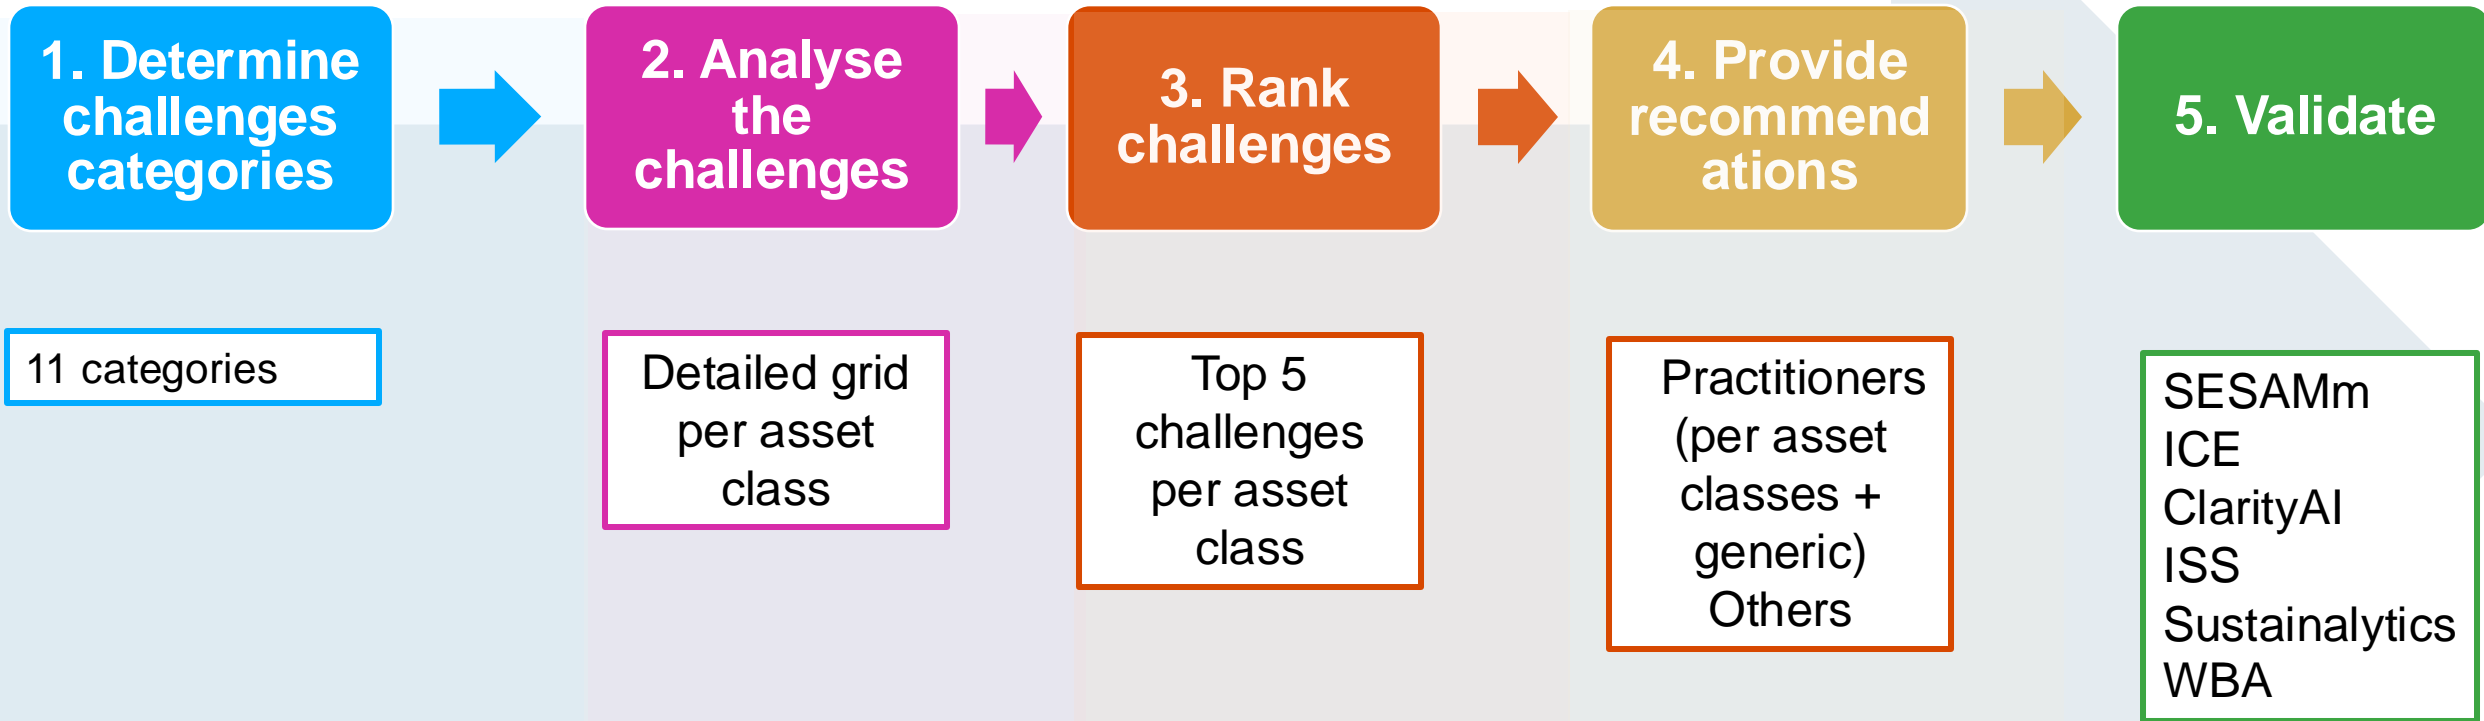 1. Determine
challenges
categories
2. Analyse
the
challenges
3. Rank
challenges
4. Provide
recommend
ations
5. Validate
11 categories
Detailed grid
per asset
class
Top 5
challenges
per asset
class
Practitioners
(per asset
classes +
generic)
Others
SESAMm
ICE
ClarityAI
ISS
Sustainalytics
WBA